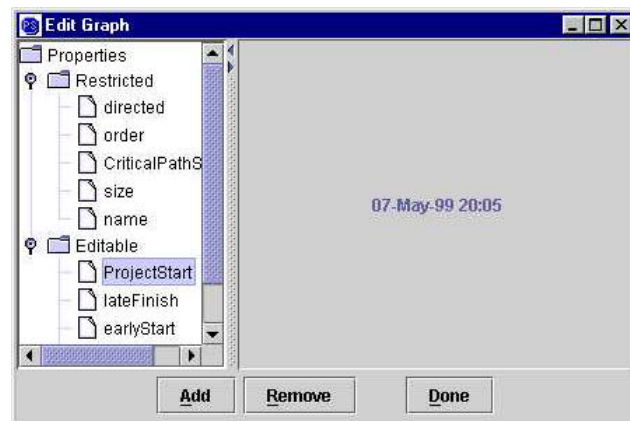 PS Edit Graph
Properties
Restricted
directed
order
CriticalPathS
size
name
Editable
ProjectStart
lateFinish
earlyStart
07-May-99 20:05
Add Remove Done